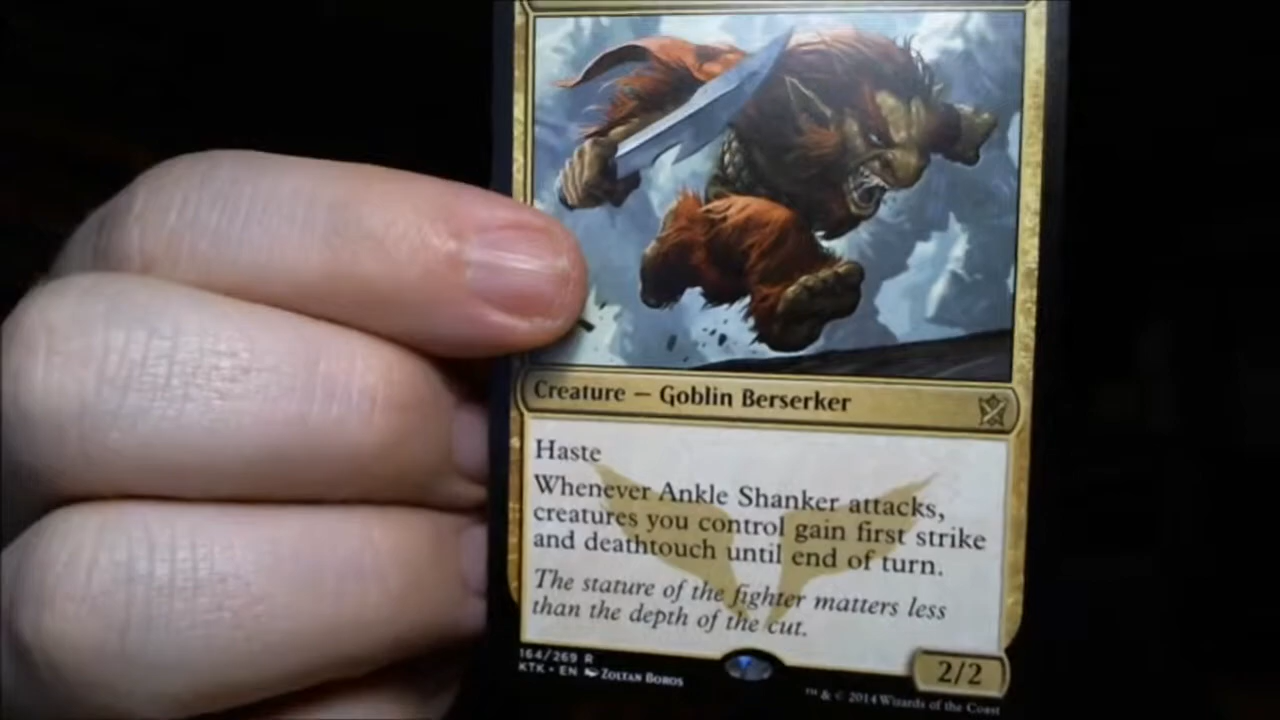 Creature — Goblin Berserker
Haste
Whenever Ankle Shanker attacks,
creatures you control gain first strike
and deathtouch until end of turn.
The stature of the fighter matters less
than the depth of the cut.
2/2
164/269 R
KTK • EN Zoltan Boros
™ & © 2014 Wizards of the Coast